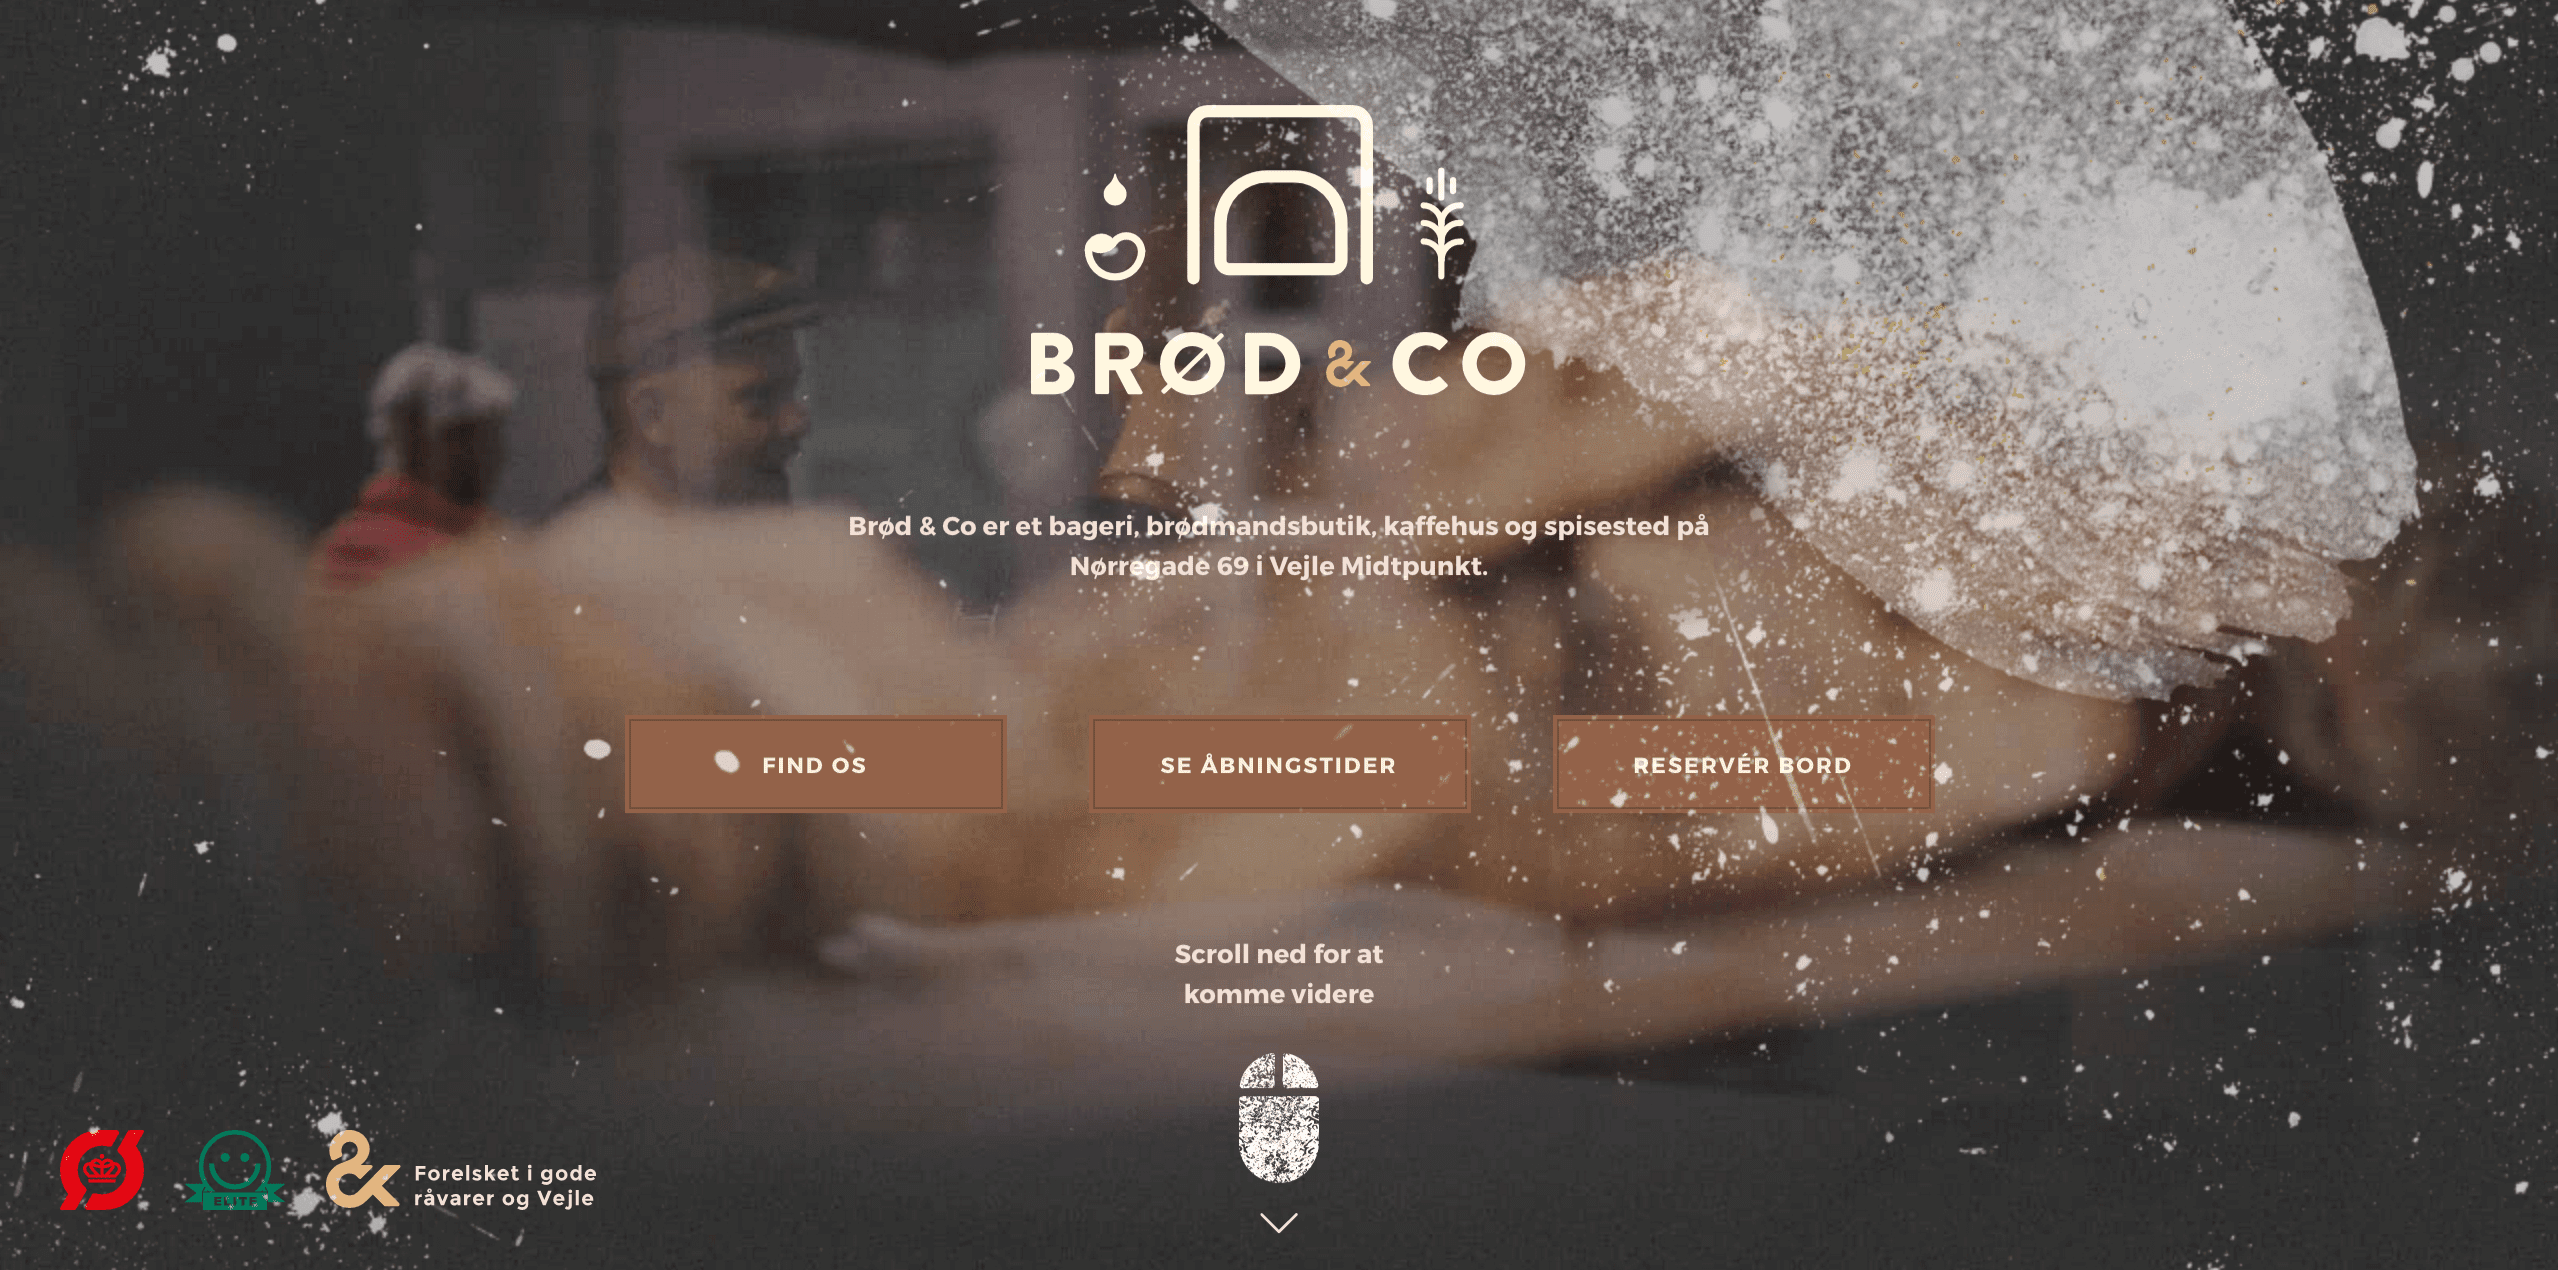 BRØD & CO
Brød & Co er et bageri, brødmandsbutik, kaffehus og spisested på
Nørregade 69 i Vejle Midtpunkt.
FIND OS
SE ÅBNINGSTIDER
RESERVÉR BORD
Scroll ned for at
komme videre
Ø
ELITE
& Forelsket i gode
råvarer og Vejle